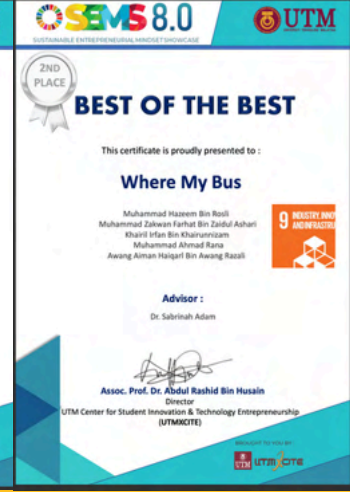 SEMS 8.0
UTM
SUSTAINABLE ENTREPRENEURIAL MINDSET SHOWCASE
2ND
PLACE
BEST OF THE BEST
This certificate is proudly presented to :
Where My Bus
Muhammad Hazeem Bin Rosli
Muhammad Zakwan Farhat Bin Zaidul Ashari
Khairil Irfan Bin Khairunnizam
Muhammad Ahmad Rana
Awang Aiman Haiqarl Bin Awang Razali
9 INDUSTRY, INNOV
AND INFRASTRU
Advisor :
Dr. Sabrinah Adam
Assoc. Prof. Dr. Abdul Rashid Bin Husain
Director
UTM Center for Student Innovation & Technology Entrepreneurship
(UTMXCITE)
BROUGHT TO YOU BY :
UTM UTMXCITE